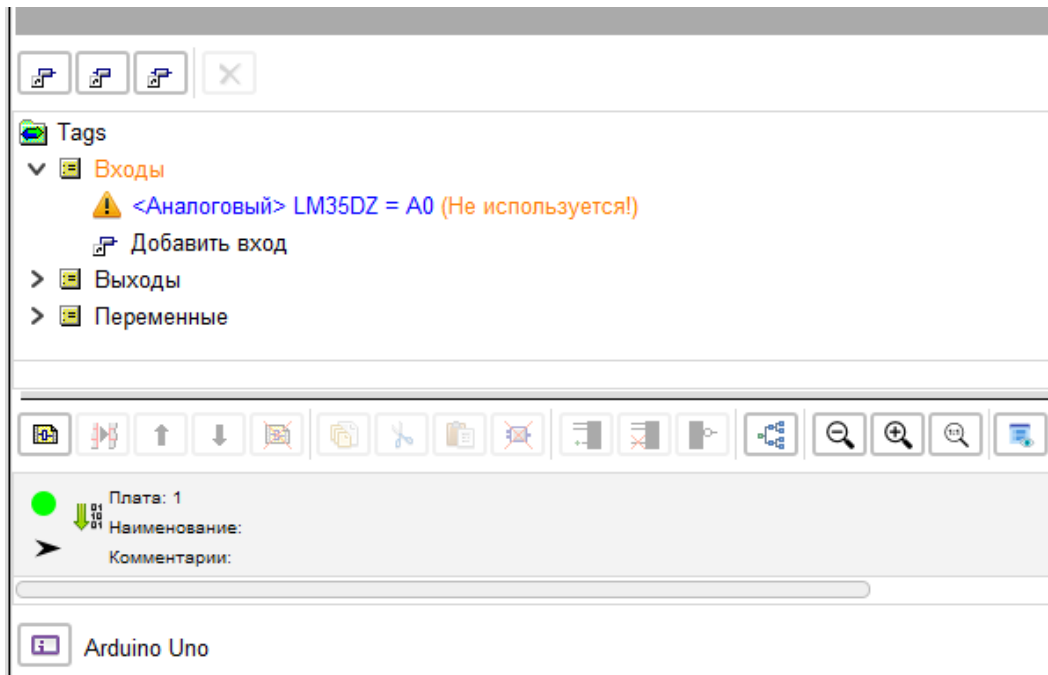 Tags
Входы
<Аналоговый> LM35DZ = A0 (Не используется!)
Добавить вход
Выходы
Переменные
Плата: 1
Наименование:
Комментарии:
Arduino Uno